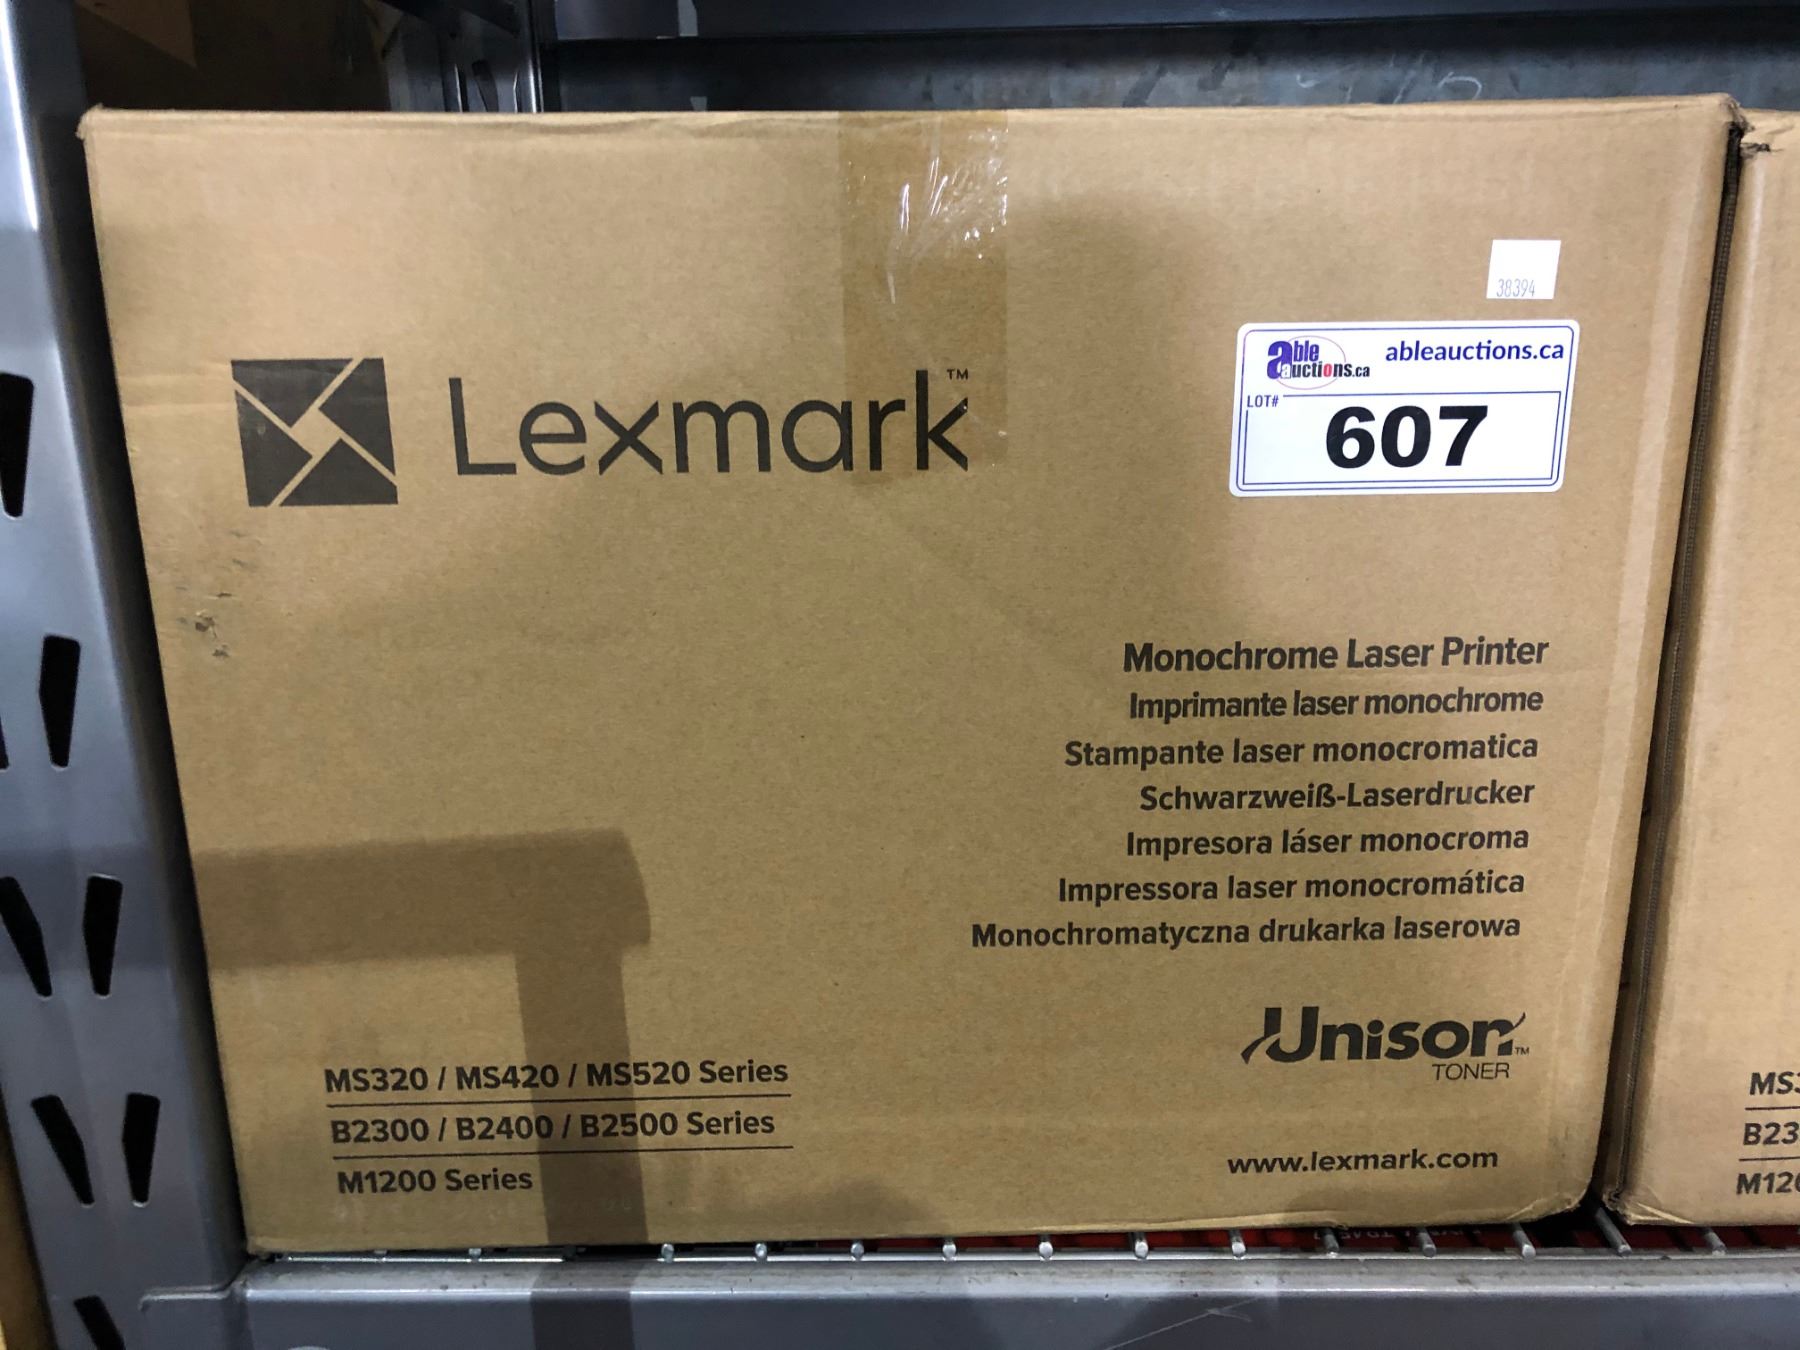 38394
able auctions.ca
ableauctions.ca
LOT#
607
Lexmark™
Monochrome Laser Printer
Imprimante laser monochrome
Stampante laser monocromatica
Schwarzweiß-Laserdrucker
Impresora láser monocroma
Impressora laser monocromática
Monochromatyczna drukarka laserowa
Unison™
TONER
MS320 / MS420 / MS520 Series
B2300 / B2400 / B2500 Series
M1200 Series
www.lexmark.com